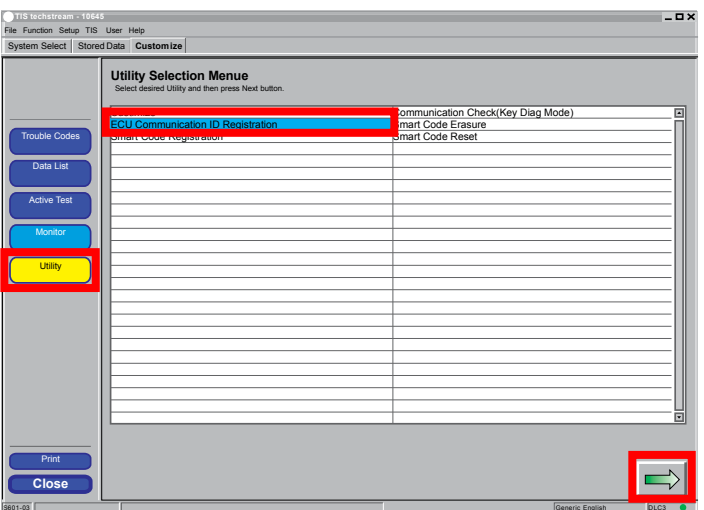 TIS techstream - 10645
File Function Setup TIS User Help
System Select Stored Data Customize
Utility Selection Menue
Select desired Utility and then press Next button.
Communication Check(Key Diag Mode)
ECU Communication ID Registration Smart Code Erasure
Smart Code Registration Smart Code Reset
Trouble Codes
Data List
Active Test
Monitor
Utility
Print
Close
S601-03 Generic English DLC3